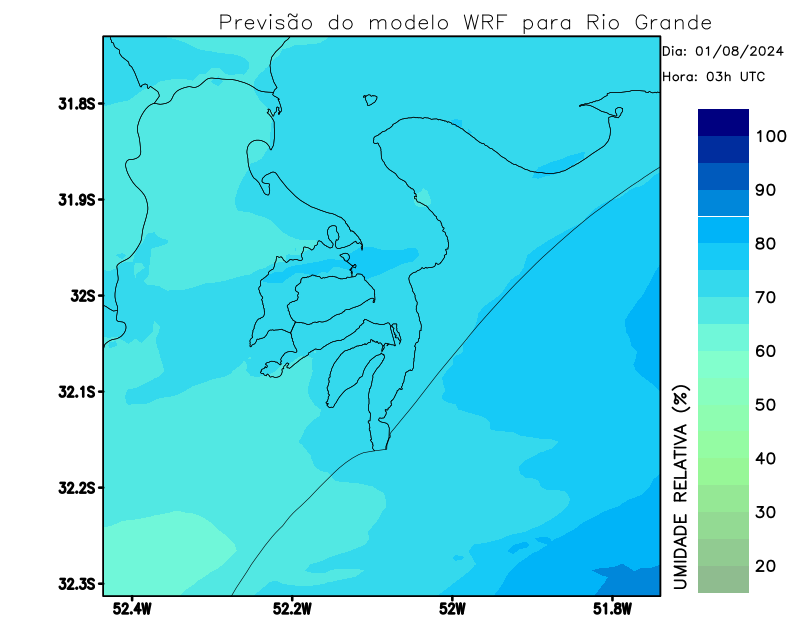 Previsão do modelo WRF para Rio Grande
Dia: 01/08/2024
Hora: 03h UTC
31.8S
31.9S
32S
32.1S
32.2S
32.3S
52.4W
52.2W
52W
51.8W
100
90
80
70
60
50
40
30
20
UMIDADE RELATIVA (%)